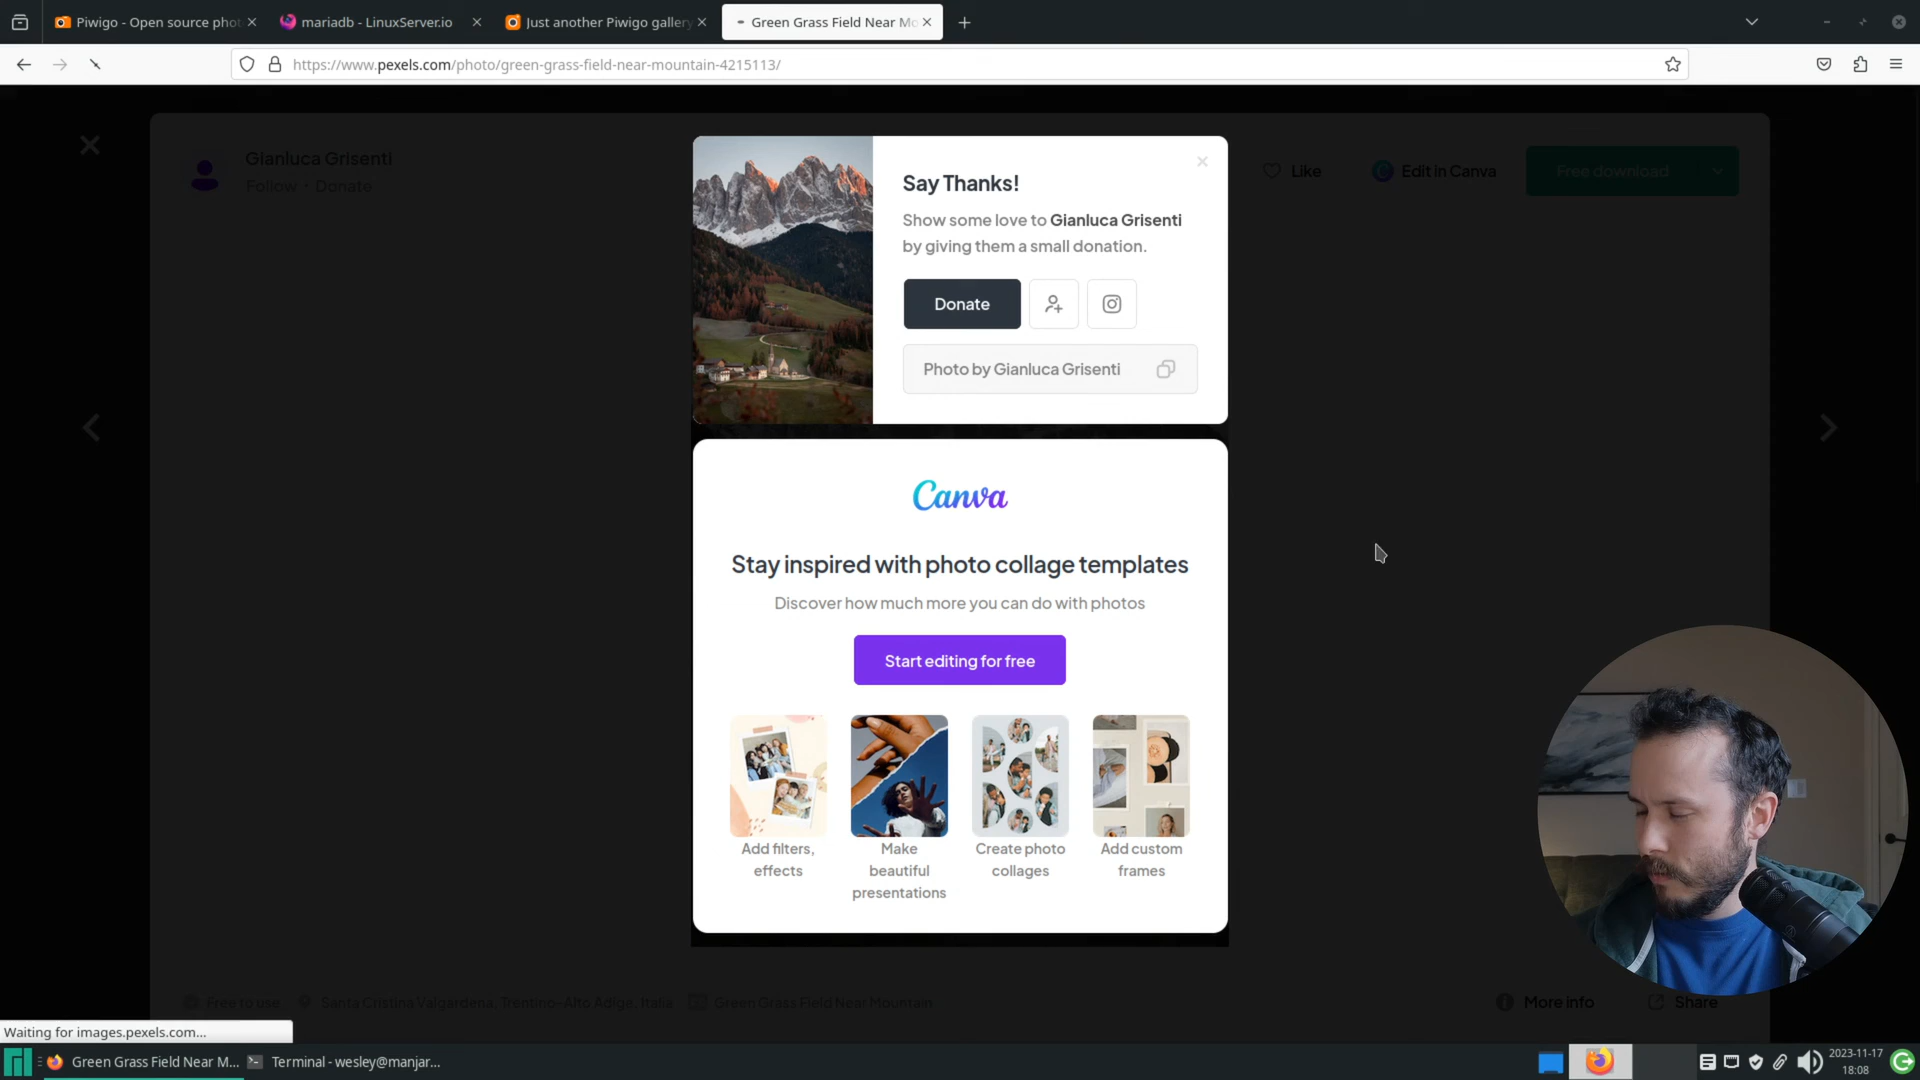 Piwigo - Open source phot
mariadb - LinuxServer.io
Just another Piwigo gallery
Green Grass Field Near Mo
https://www.pexels.com/photo/green-grass-field-near-mountain-4215113/
Gianluca Grisenti
Follow • Donate
Like
Edit in Canva
Free download
Say Thanks!
Show some love to Gianluca Grisenti
by giving them a small donation.
Donate
Photo by Gianluca Grisenti
Canva
Stay inspired with photo collage templates
Discover how much more you can do with photos
Start editing for free
Add filters,
effects
Make
beautiful
presentations
Create photo
collages
Add custom
frames
Free to use
Santa Cristina Valgardena, Trentino-Alto Adige, Italia
Green Grass Field Near Mountain
More info
Share
Waiting for images.pexels.com...
Green Grass Field Near M...
Terminal - wesley@manjar...
2023-11-17
18:08